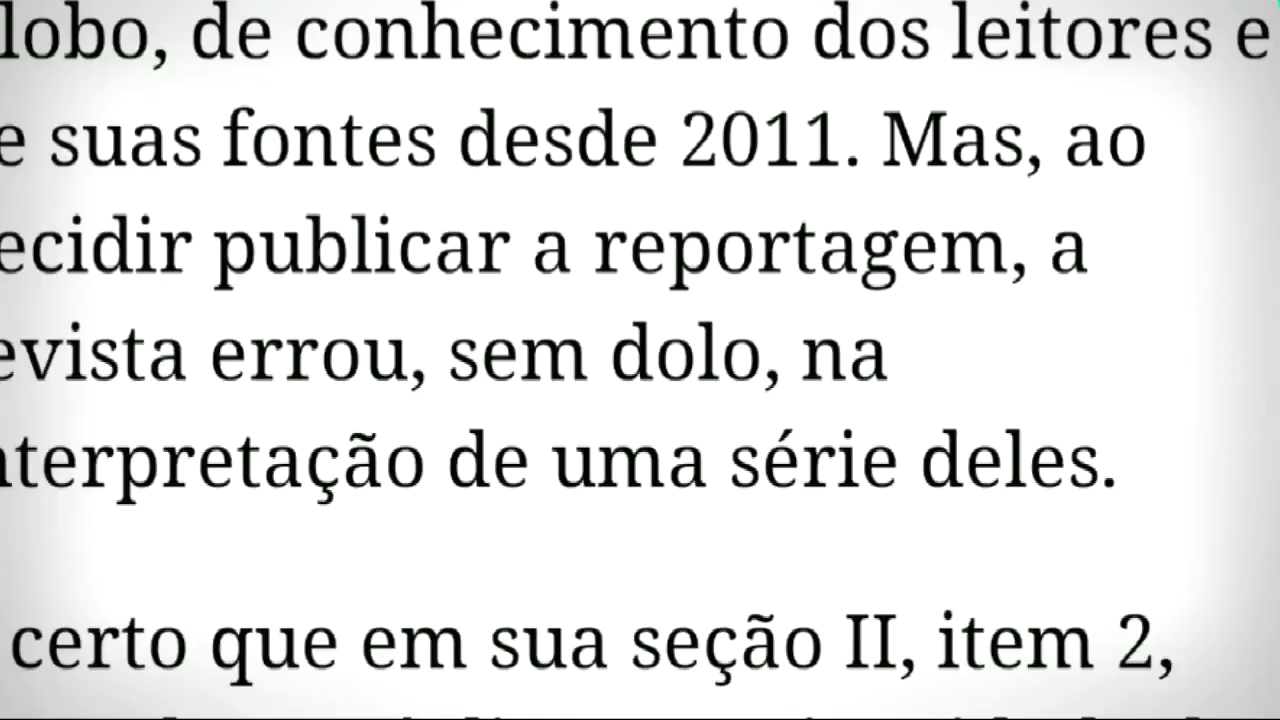 lobo, de conhecimento dos leitores e
e suas fontes desde 2011. Mas, ao
ecidir publicar a reportagem, a
evista errou, sem dolo, na
nterpretação de uma série deles.
certo que em sua seção II, item 2,